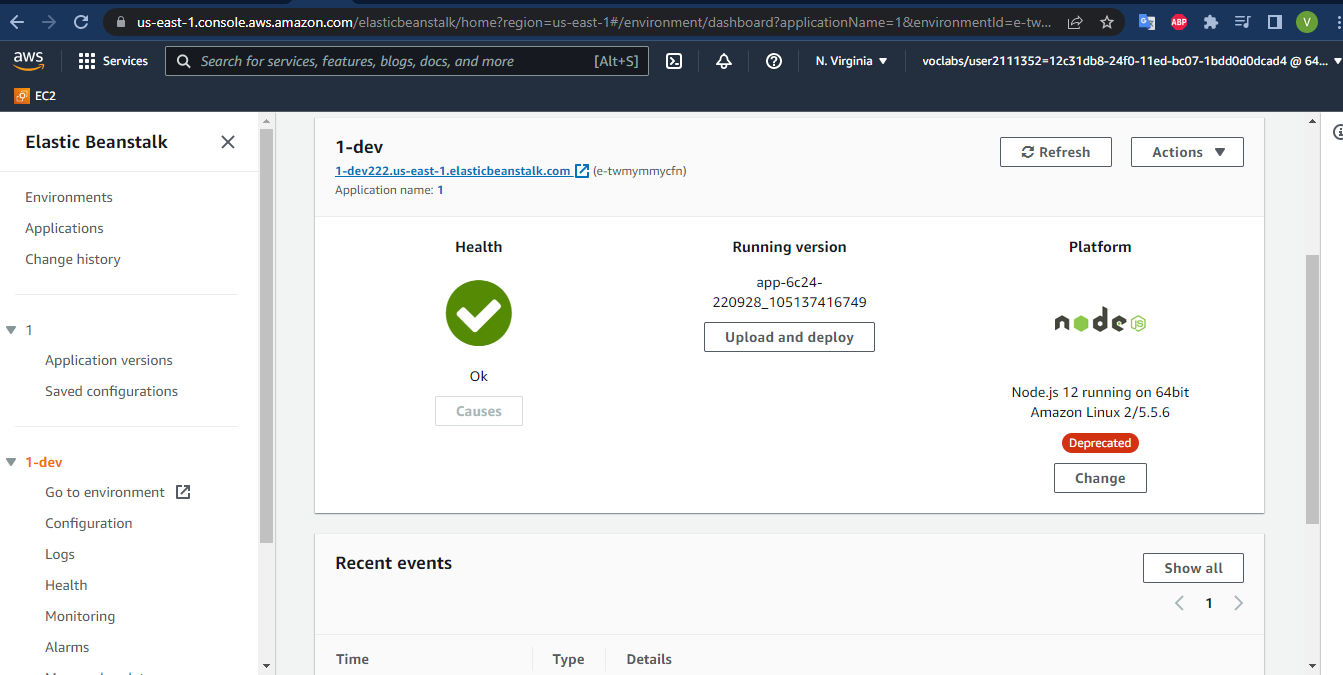 us-east-1.console.aws.amazon.com/elasticbeanstalk/home?region=us-east-1#/environment/dashboard?applicationName=1&environmentId=e-tw...
ABP
V
aws
Services
Search for services, features, blogs, docs, and more
[Alt+S]
N. Virginia
voclabs/user2111352=12c31db8-24f0-11ed-bc07-1bdd0d0dcad4 @ 64...
EC2
Elastic Beanstalk
Environments
Applications
Change history
1
Application versions
Saved configurations
1-dev
Go to environment
Configuration
Logs
Health
Monitoring
Alarms
1-dev
1-dev222.us-east-1.elasticbeanstalk.com (e-twmymmycfn)
Application name: 1
Refresh
Actions
Health
Ok
Causes
Running version
app-6c24-
220928_105137416749
Upload and deploy
Platform
node
JS
Node.js 12 running on 64bit
Amazon Linux 2/5.5.6
Deprecated
Change
Recent events
Show all
1
Time
Type
Details